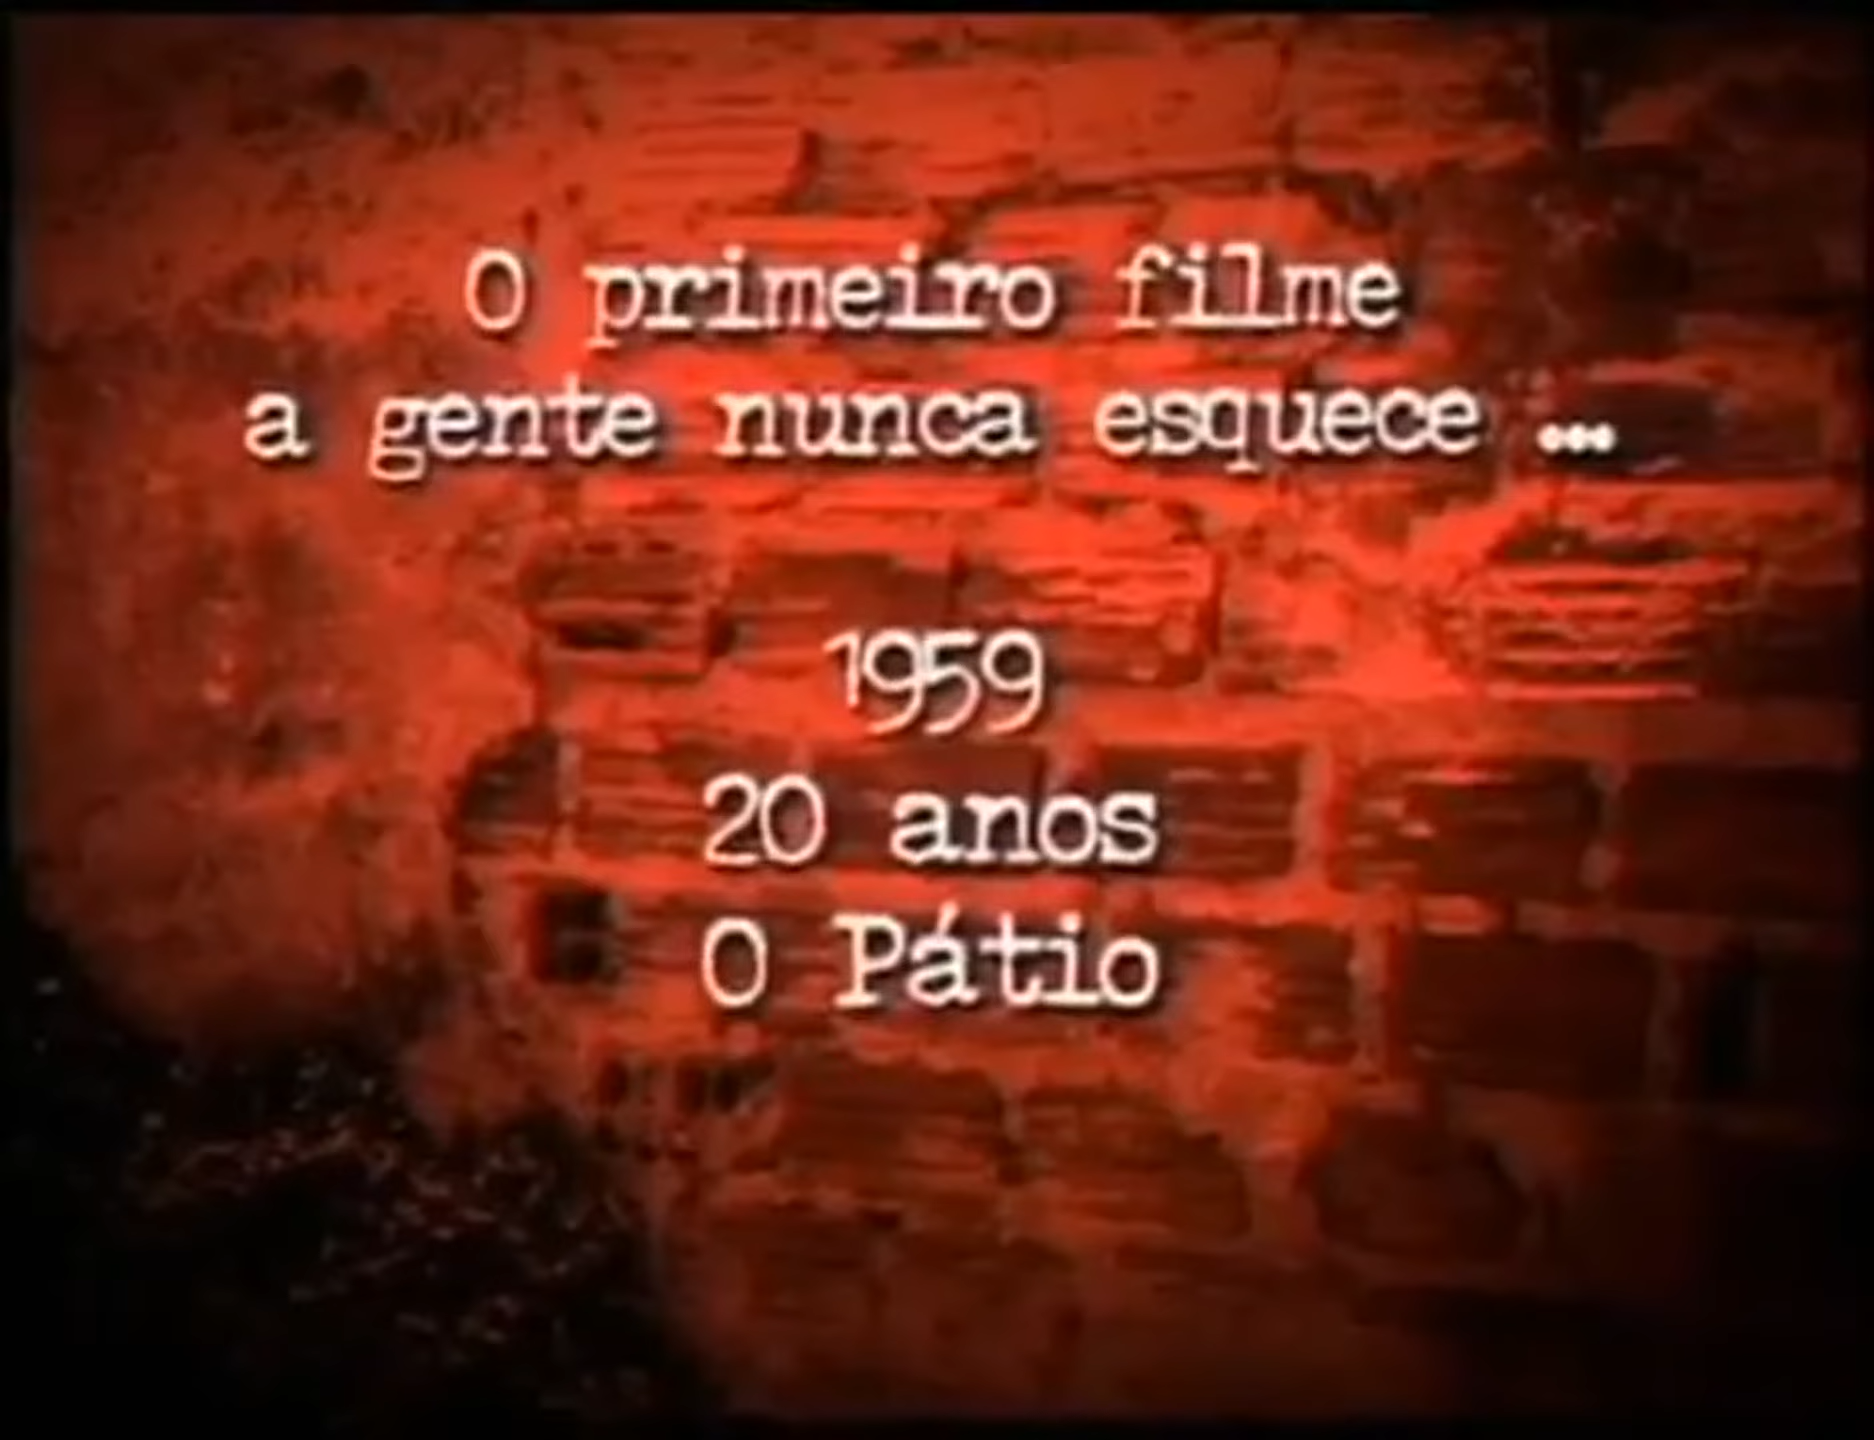 O primeiro filme
a gente nunca esquece ...
1959
20 anos
O Pátio